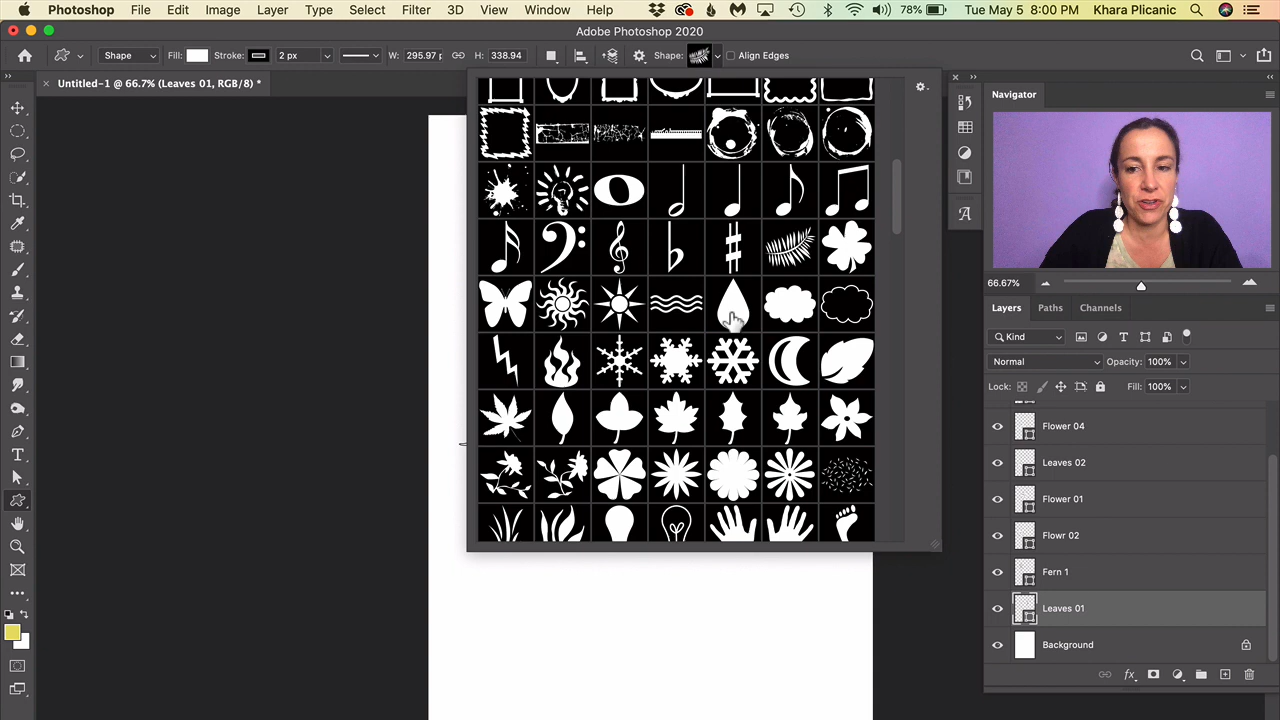 Photoshop File Edit Image Layer Type Select Filter 3D View Window Help 78% Tue May 5 8:00 PM Khara Plicanic
Adobe Photoshop 2020
Shape Fill: Stroke: 2 px W: 295.97 p H: 338.94 Shape: Align Edges
Untitled-1 @ 66.7% (Leaves 01, RGB/8) *
Navigator
66.67%
Layers Paths Channels
Kind
Normal Opacity: 100%
Lock: Fill: 100%
Flower 04
Leaves 02
Flower 01
Flowr 02
Fern 1
Leaves 01
Background